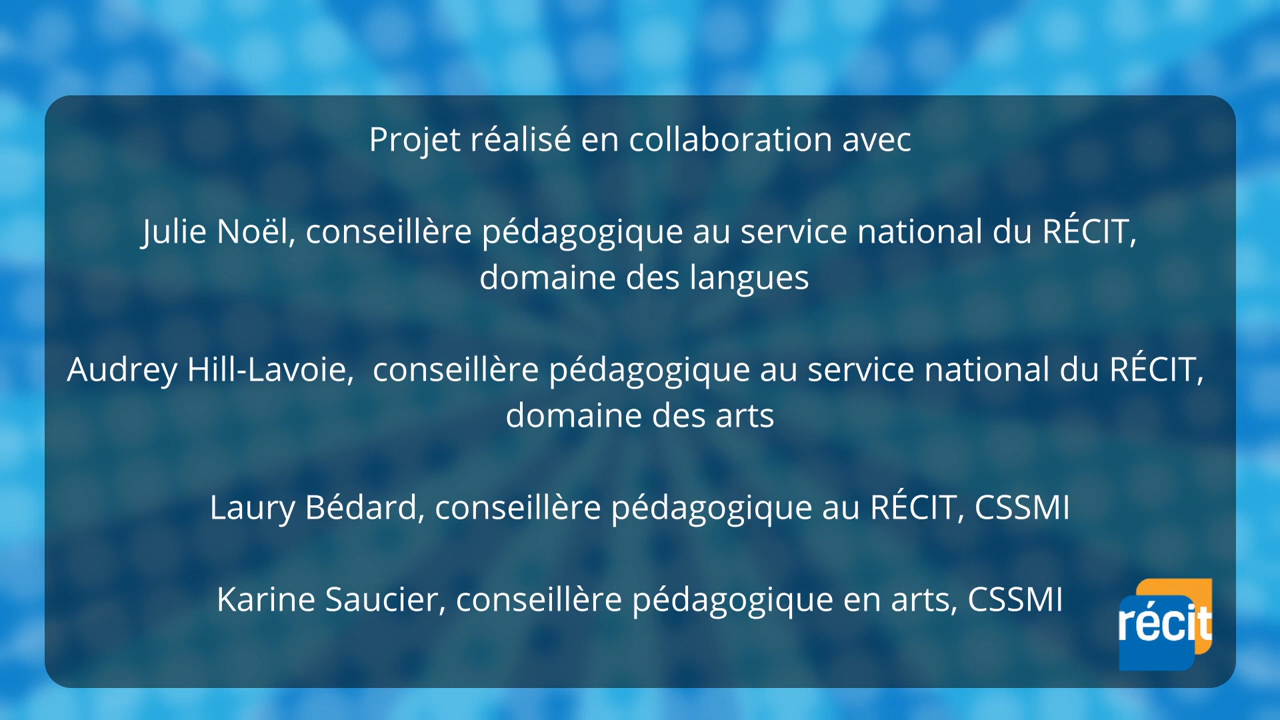 Projet réalisé en collaboration avec
Julie Noël, conseillère pédagogique au service national du RÉCIT,
domaine des langues
Audrey Hill-Lavoie,  conseillère pédagogique au service national du RÉCIT,
domaine des arts
Laury Bédard, conseillère pédagogique au RÉCIT, CSSMI
Karine Saucier, conseillère pédagogique en arts, CSSMI
récit